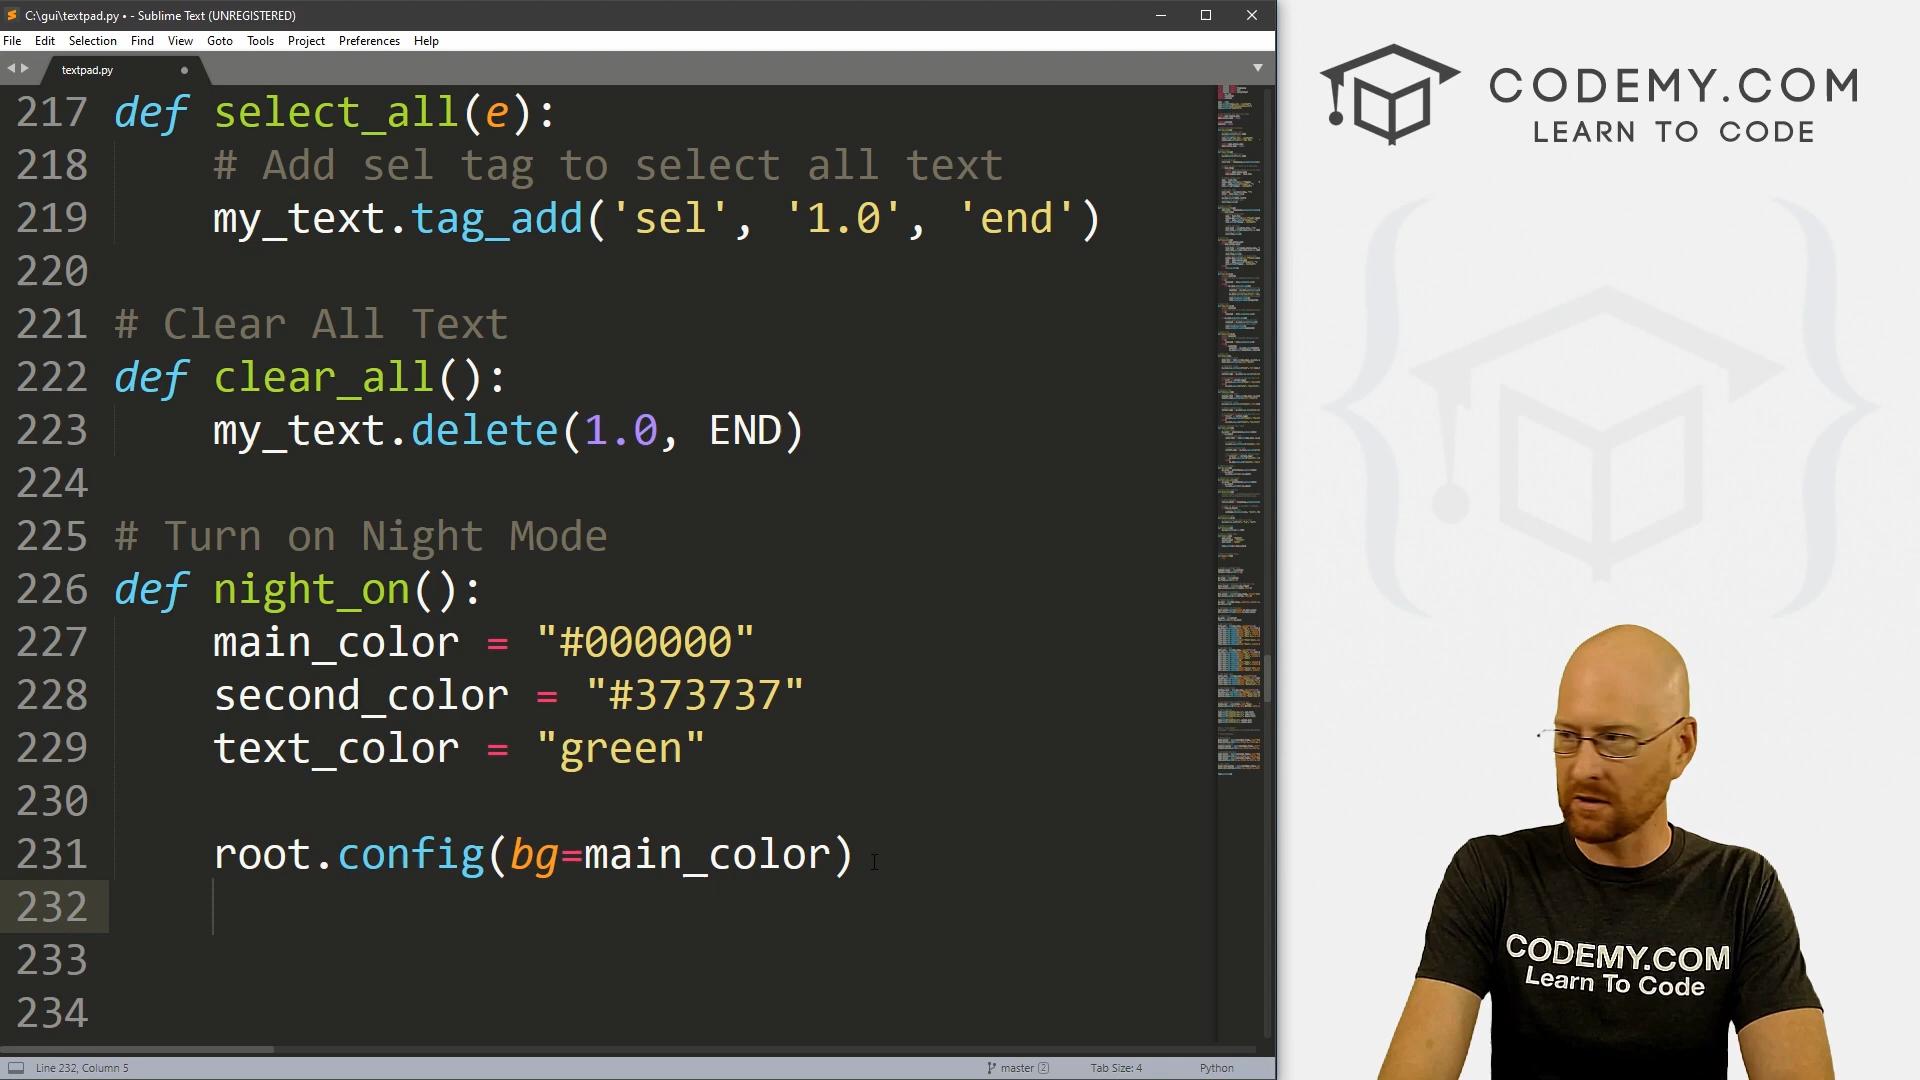 C:\gui\textpad.py • - Sublime Text (UNREGISTERED)
File Edit Selection Find View Goto Tools Project Preferences Help
textpad.py
217 def select_all(e):
218     # Add sel tag to select all text
219     my_text.tag_add('sel', '1.0', 'end')
220
221 # Clear All Text
222 def clear_all():
223     my_text.delete(1.0, END)
224
225 # Turn on Night Mode
226 def night_on():
227     main_color = "#000000"
228     second_color = "#373737"
229     text_color = "green"
230
231     root.config(bg=main_color)
232
233
234
Line 232, Column 5
master 2
Tab Size: 4
Python
CODEMY.COM
LEARN TO CODE
CODEMY.COM
Learn To Code